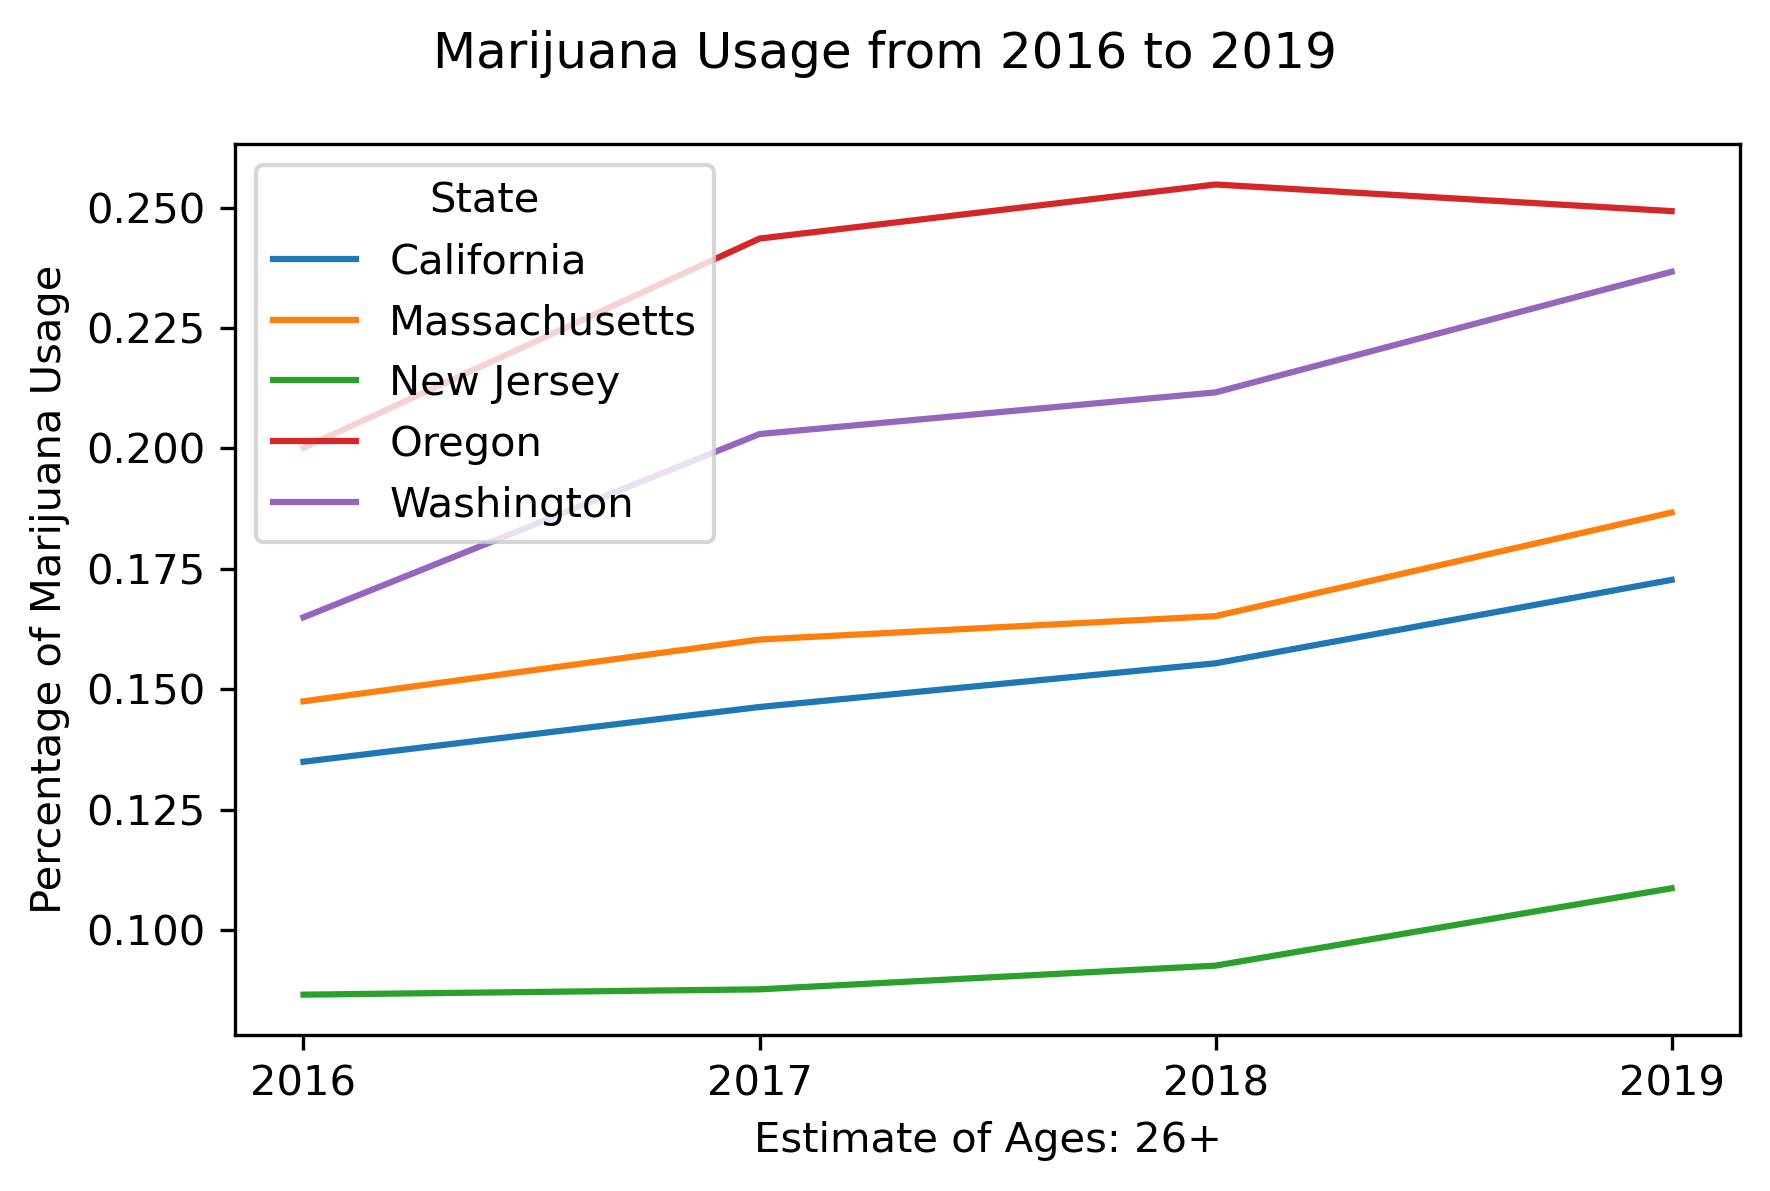 Marijuana Usage from 2016 to 2019
State
California
Massachusetts
New Jersey
Oregon
Washington
Percentage of Marijuana Usage
0.250
0.225
0.200
0.175
0.150
0.125
0.100
2016 2017 2018 2019
Estimate of Ages: 26+